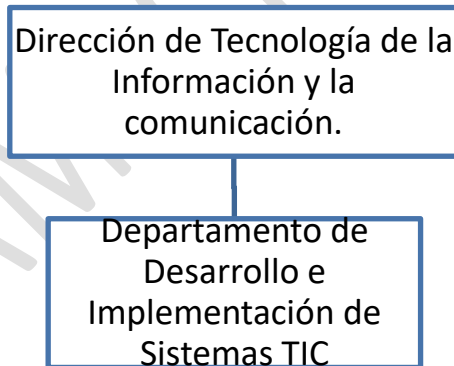 Dirección de Tecnología de la
Información y la
comunicación.
Departamento de
Desarrollo e
Implementación de
Sistemas TIC